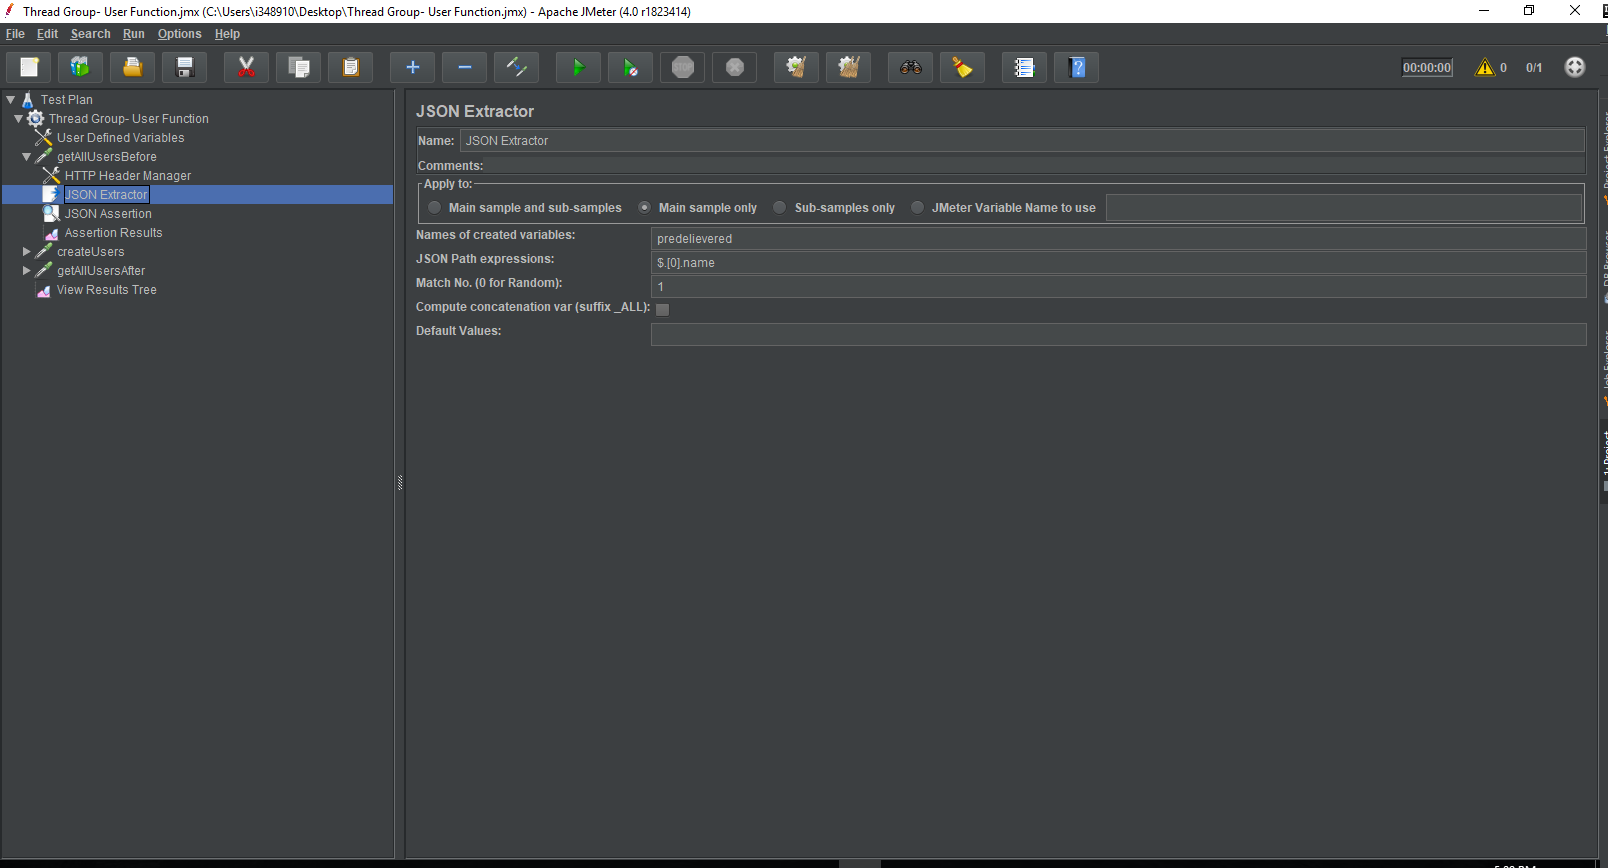 Thread Group- User Function.jmx (C:\Users\i348910\Desktop\Thread Group- User Function.jmx) - Apache JMeter (4.0 r1823414)
File Edit Search Run Options Help
STOP
00:00:00 0 0/1
Test Plan
Thread Group- User Function
User Defined Variables
getAllUsersBefore
HTTP Header Manager
JSON Extractor
JSON Assertion
Assertion Results
createUsers
getAllUsersAfter
View Results Tree
JSON Extractor
Name: JSON Extractor
Comments:
Apply to:
Main sample and sub-samples Main sample only Sub-samples only JMeter Variable Name to use
Names of created variables: predelievered
JSON Path expressions: $.[0].name
Match No. (0 for Random): 1
Compute concatenation var (suffix _ALL):
Default Values: